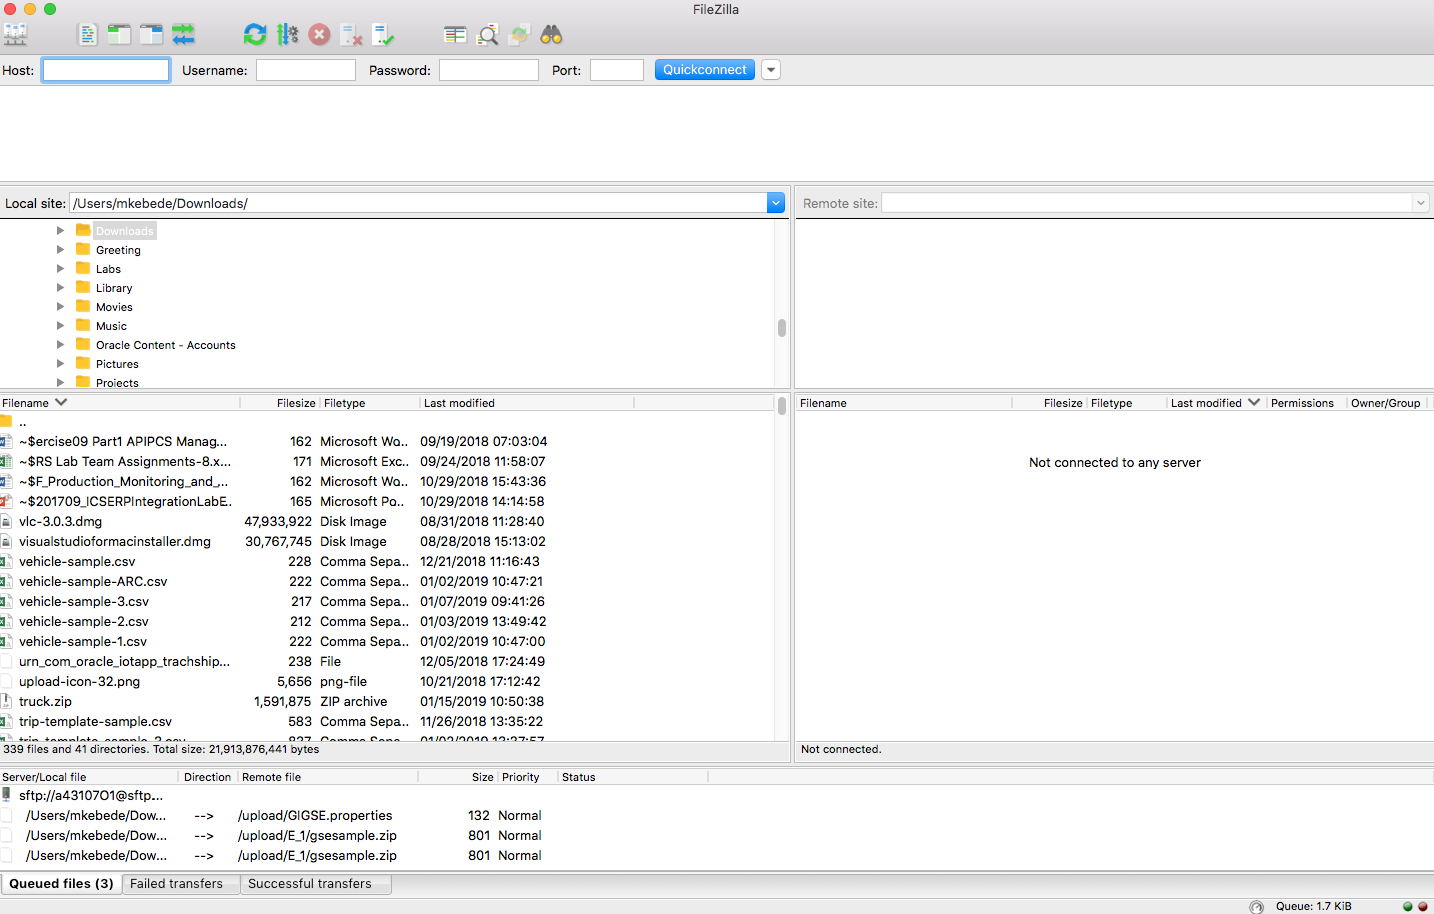 FileZilla
Host: Username: Password: Port: Quickconnect
Local site: /Users/mkebede/Downloads/
Remote site:
Downloads
Greeting
Labs
Library
Movies
Music
Oracle Content - Accounts
Pictures
Projects
Filename Filesize Filetype Last modified
..
~$ercise09 Part1 APIPCS Manag... 162 Microsoft Wo... 09/19/2018 07:03:04
~$RS Lab Team Assignments-8.x... 171 Microsoft Exc... 09/24/2018 11:58:07
~$F_Production_Monitoring_and_... 162 Microsoft Wo... 10/29/2018 15:43:36
~$201709_ICSERPIntegrationLabE... 165 Microsoft Po... 10/29/2018 14:14:58
vlc-3.0.3.dmg 47,933,922 Disk Image 08/31/2018 11:28:40
visualstudioformacinstaller.dmg 30,767,745 Disk Image 08/28/2018 15:13:02
vehicle-sample.csv 228 Comma Sepa... 12/21/2018 11:16:43
vehicle-sample-ARC.csv 222 Comma Sepa... 01/02/2019 10:47:21
vehicle-sample-3.csv 217 Comma Sepa... 01/07/2019 09:41:26
vehicle-sample-2.csv 212 Comma Sepa... 01/03/2019 13:49:42
vehicle-sample-1.csv 222 Comma Sepa... 01/02/2019 10:47:00
urn_com_oracle_iotapp_trachship... 238 File 12/05/2018 17:24:49
upload-icon-32.png 5,656 png-file 10/21/2018 17:12:42
truck.zip 1,591,875 ZIP archive 01/15/2019 10:50:38
trip-template-sample.csv 583 Comma Sepa... 11/26/2018 13:35:22
339 files and 41 directories. Total size: 21,913,876,441 bytes
Filename Filesize Filetype Last modified Permissions Owner/Group
Not connected to any server
Not connected.
Server/Local file Direction Remote file Size Priority Status
sftp://a43107O1@sftp...
/Users/mkebede/Dow... --> /upload/GIGSE.properties 132 Normal
/Users/mkebede/Dow... --> /upload/E_1/gsesample.zip 801 Normal
/Users/mkebede/Dow... --> /upload/E_1/gsesample.zip 801 Normal
Queued files (3) Failed transfers Successful transfers
Queue: 1.7 KiB